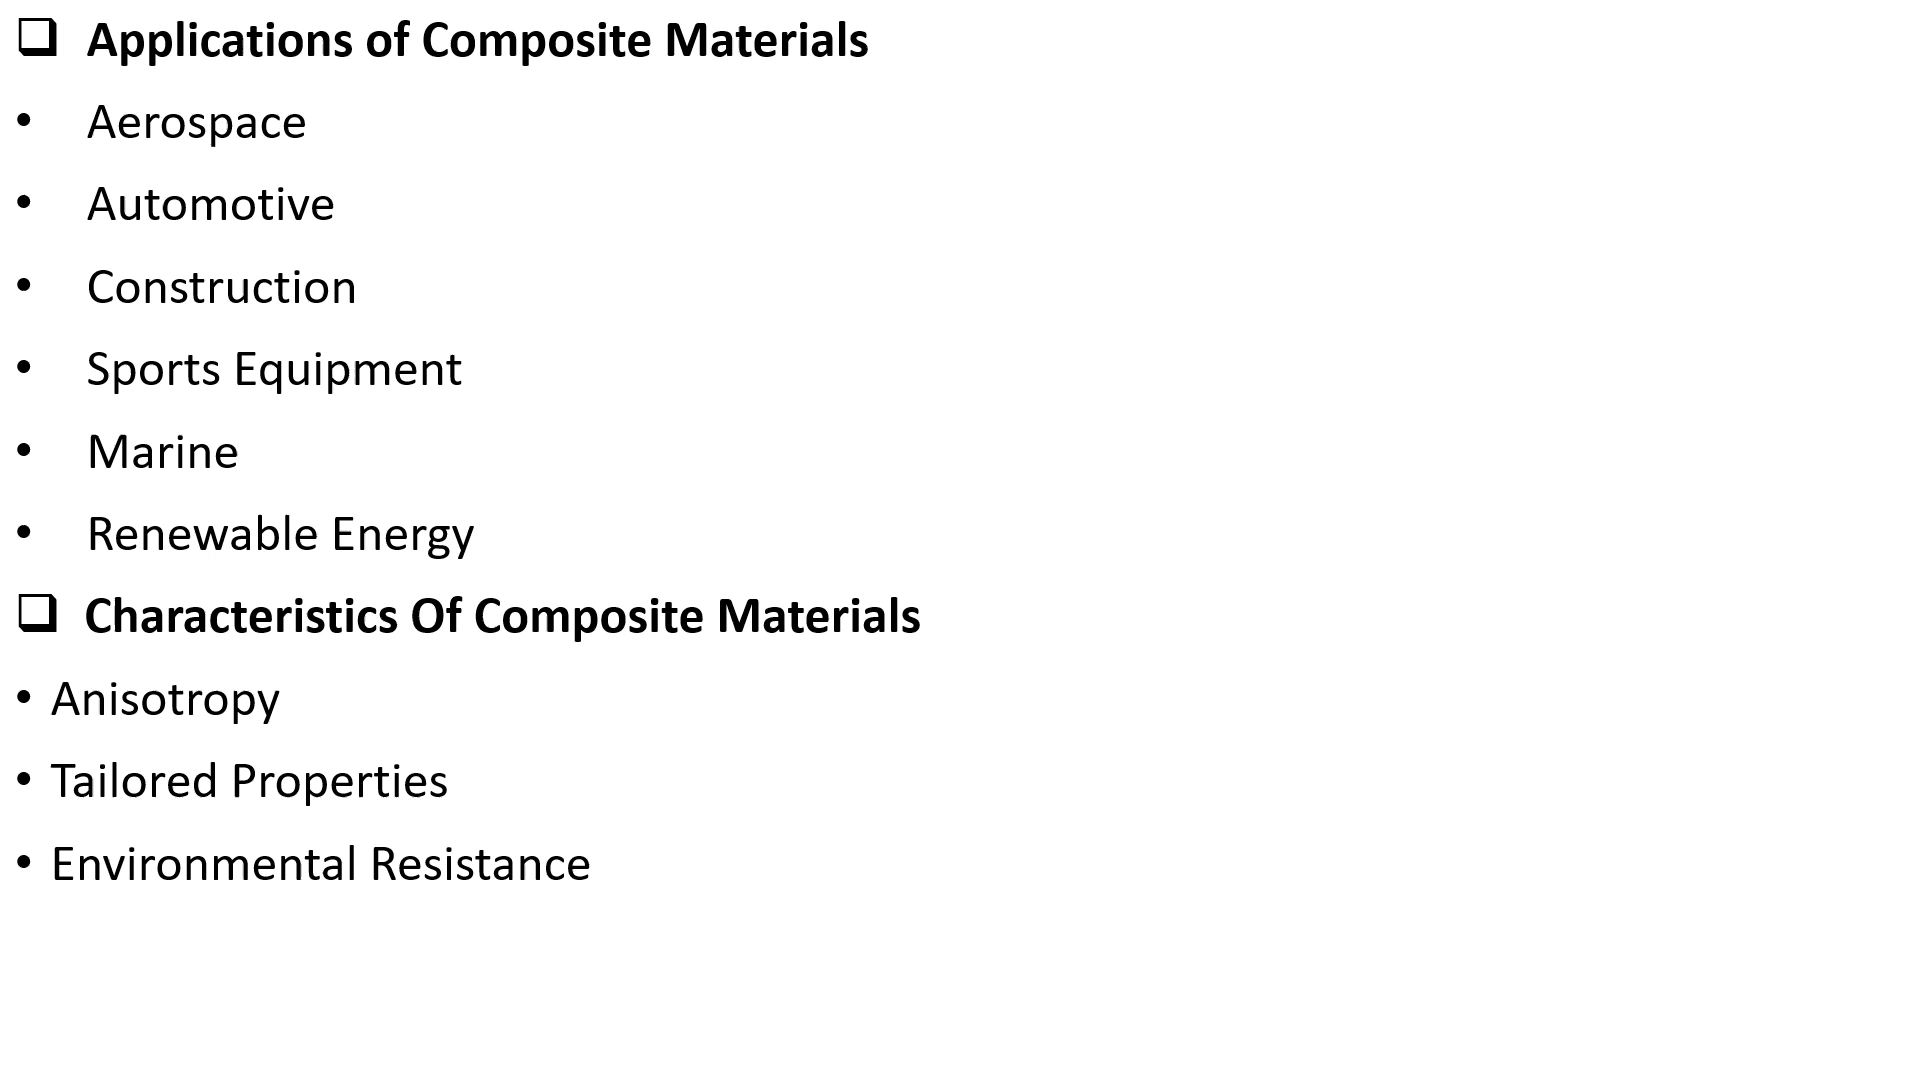 ❑ Applications of Composite Materials
• Aerospace
• Automotive
• Construction
• Sports Equipment
• Marine
• Renewable Energy
❑ Characteristics Of Composite Materials
• Anisotropy
• Tailored Properties
• Environmental Resistance